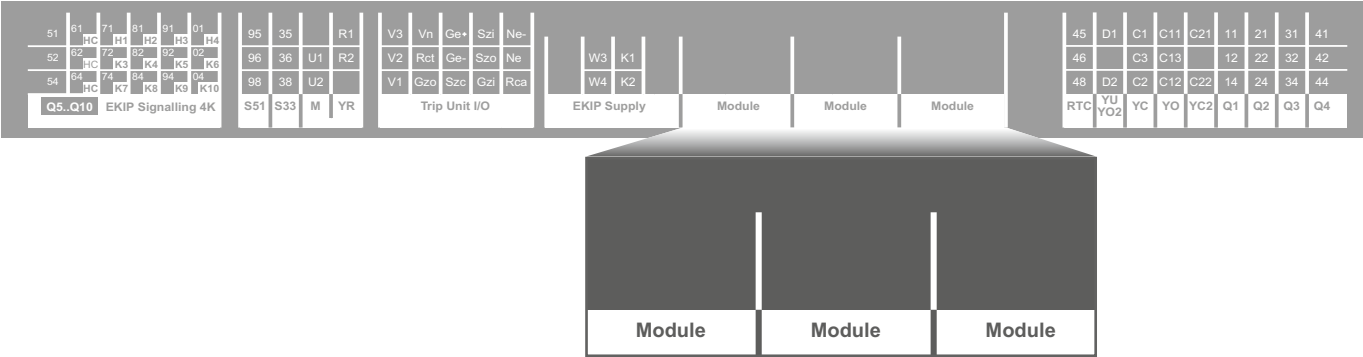 51 61 HC 71 H1 81 H2 91 H3 01 H4 95 35 R1 V3 Vn Ge+ Szi Ne- 45 D1 C1 C11 C21 11 21 31 41
52 62 HC 72 K3 82 K4 92 K5 02 K6 96 36 U1 R2 V2 Rct Ge- Szo Ne W3 K1 46 C3 C13 12 22 32 42
54 64 HC 74 K7 84 K8 94 K9 04 K10 98 38 U2 V1 Gzo Szc Gzi Rca W4 K2 48 D2 C2 C12 C22 14 24 34 44
Q5..Q10 EKIP Signalling 4K S51 S33 M YR Trip Unit I/O EKIP Supply Module Module Module RTC YU YO2 YC YO YC2 Q1 Q2 Q3 Q4
Module Module Module